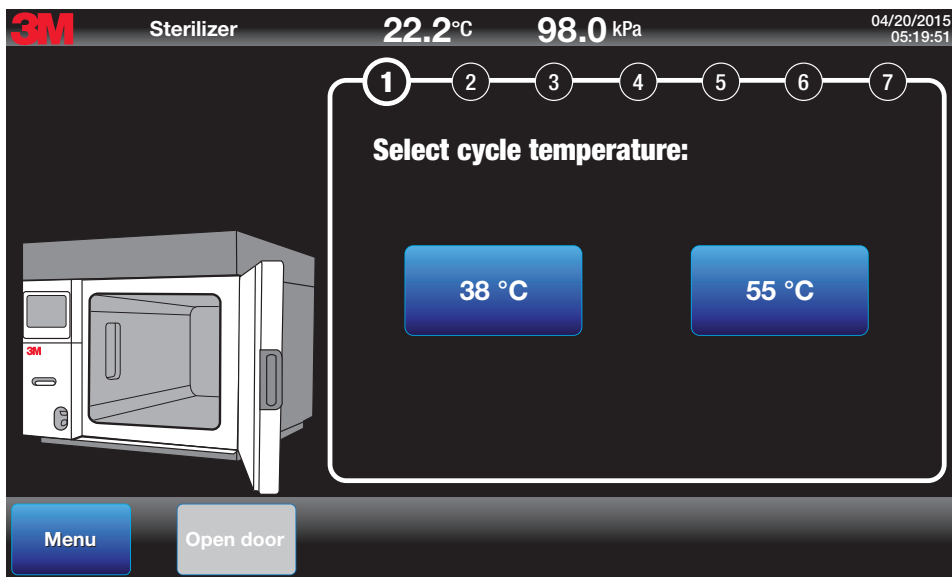 3M Sterilizer 22.2°C 98.0 kPa 04/20/2015
05:19:51
1 2 3 4 5 6 7
Select cycle temperature:
38 °C 55 °C
3M
Menu Open door